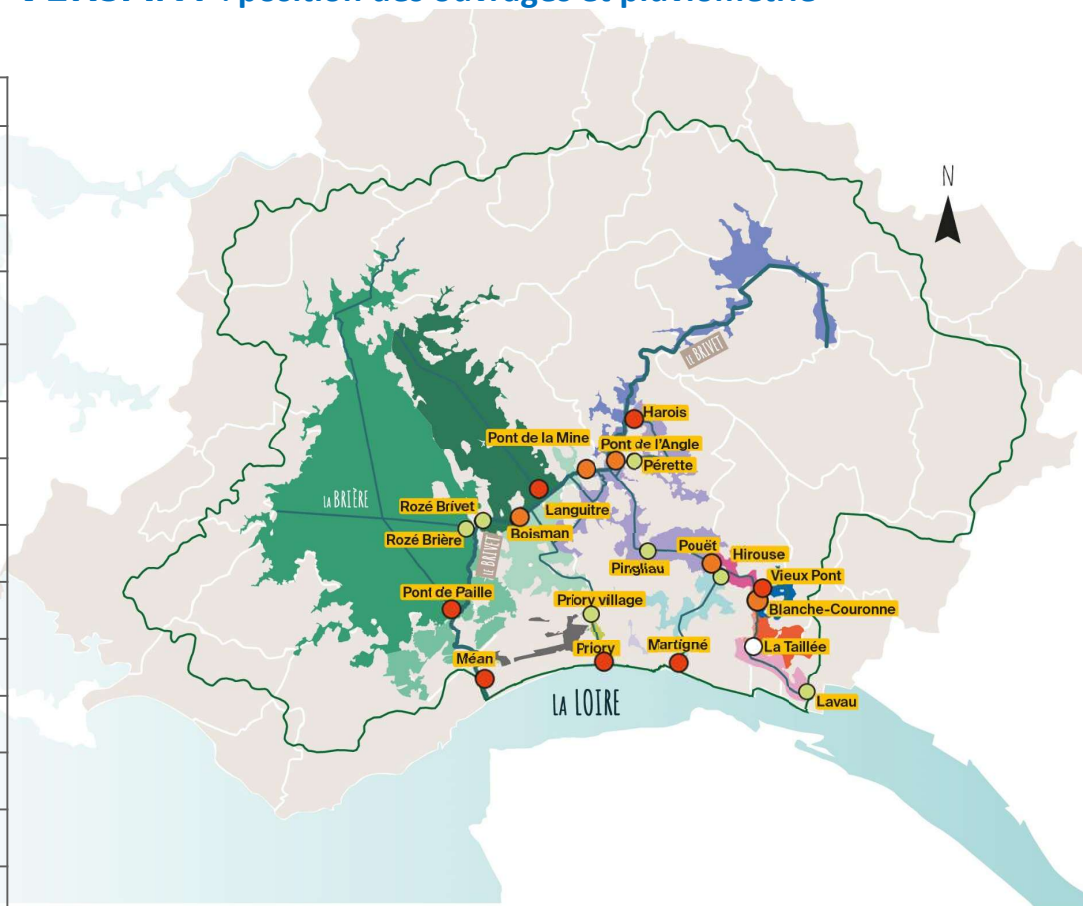 : position des ouvrages et pluviométrie
N
LE BRIVET
Harois
Pont de la Mine
Pont de l'Angle
Pérette
LA BRIÈRE
Rozé Brivet
Languitre
Rozé Brière
Boisman
LE BRIVET
Pouët
Hirouse
Pingliau
Vieux Pont
Pont de Paille
Priory village
Blanche-Couronne
Priory
Martigné
La Taillée
Méan
Lavau
LA LOIRE